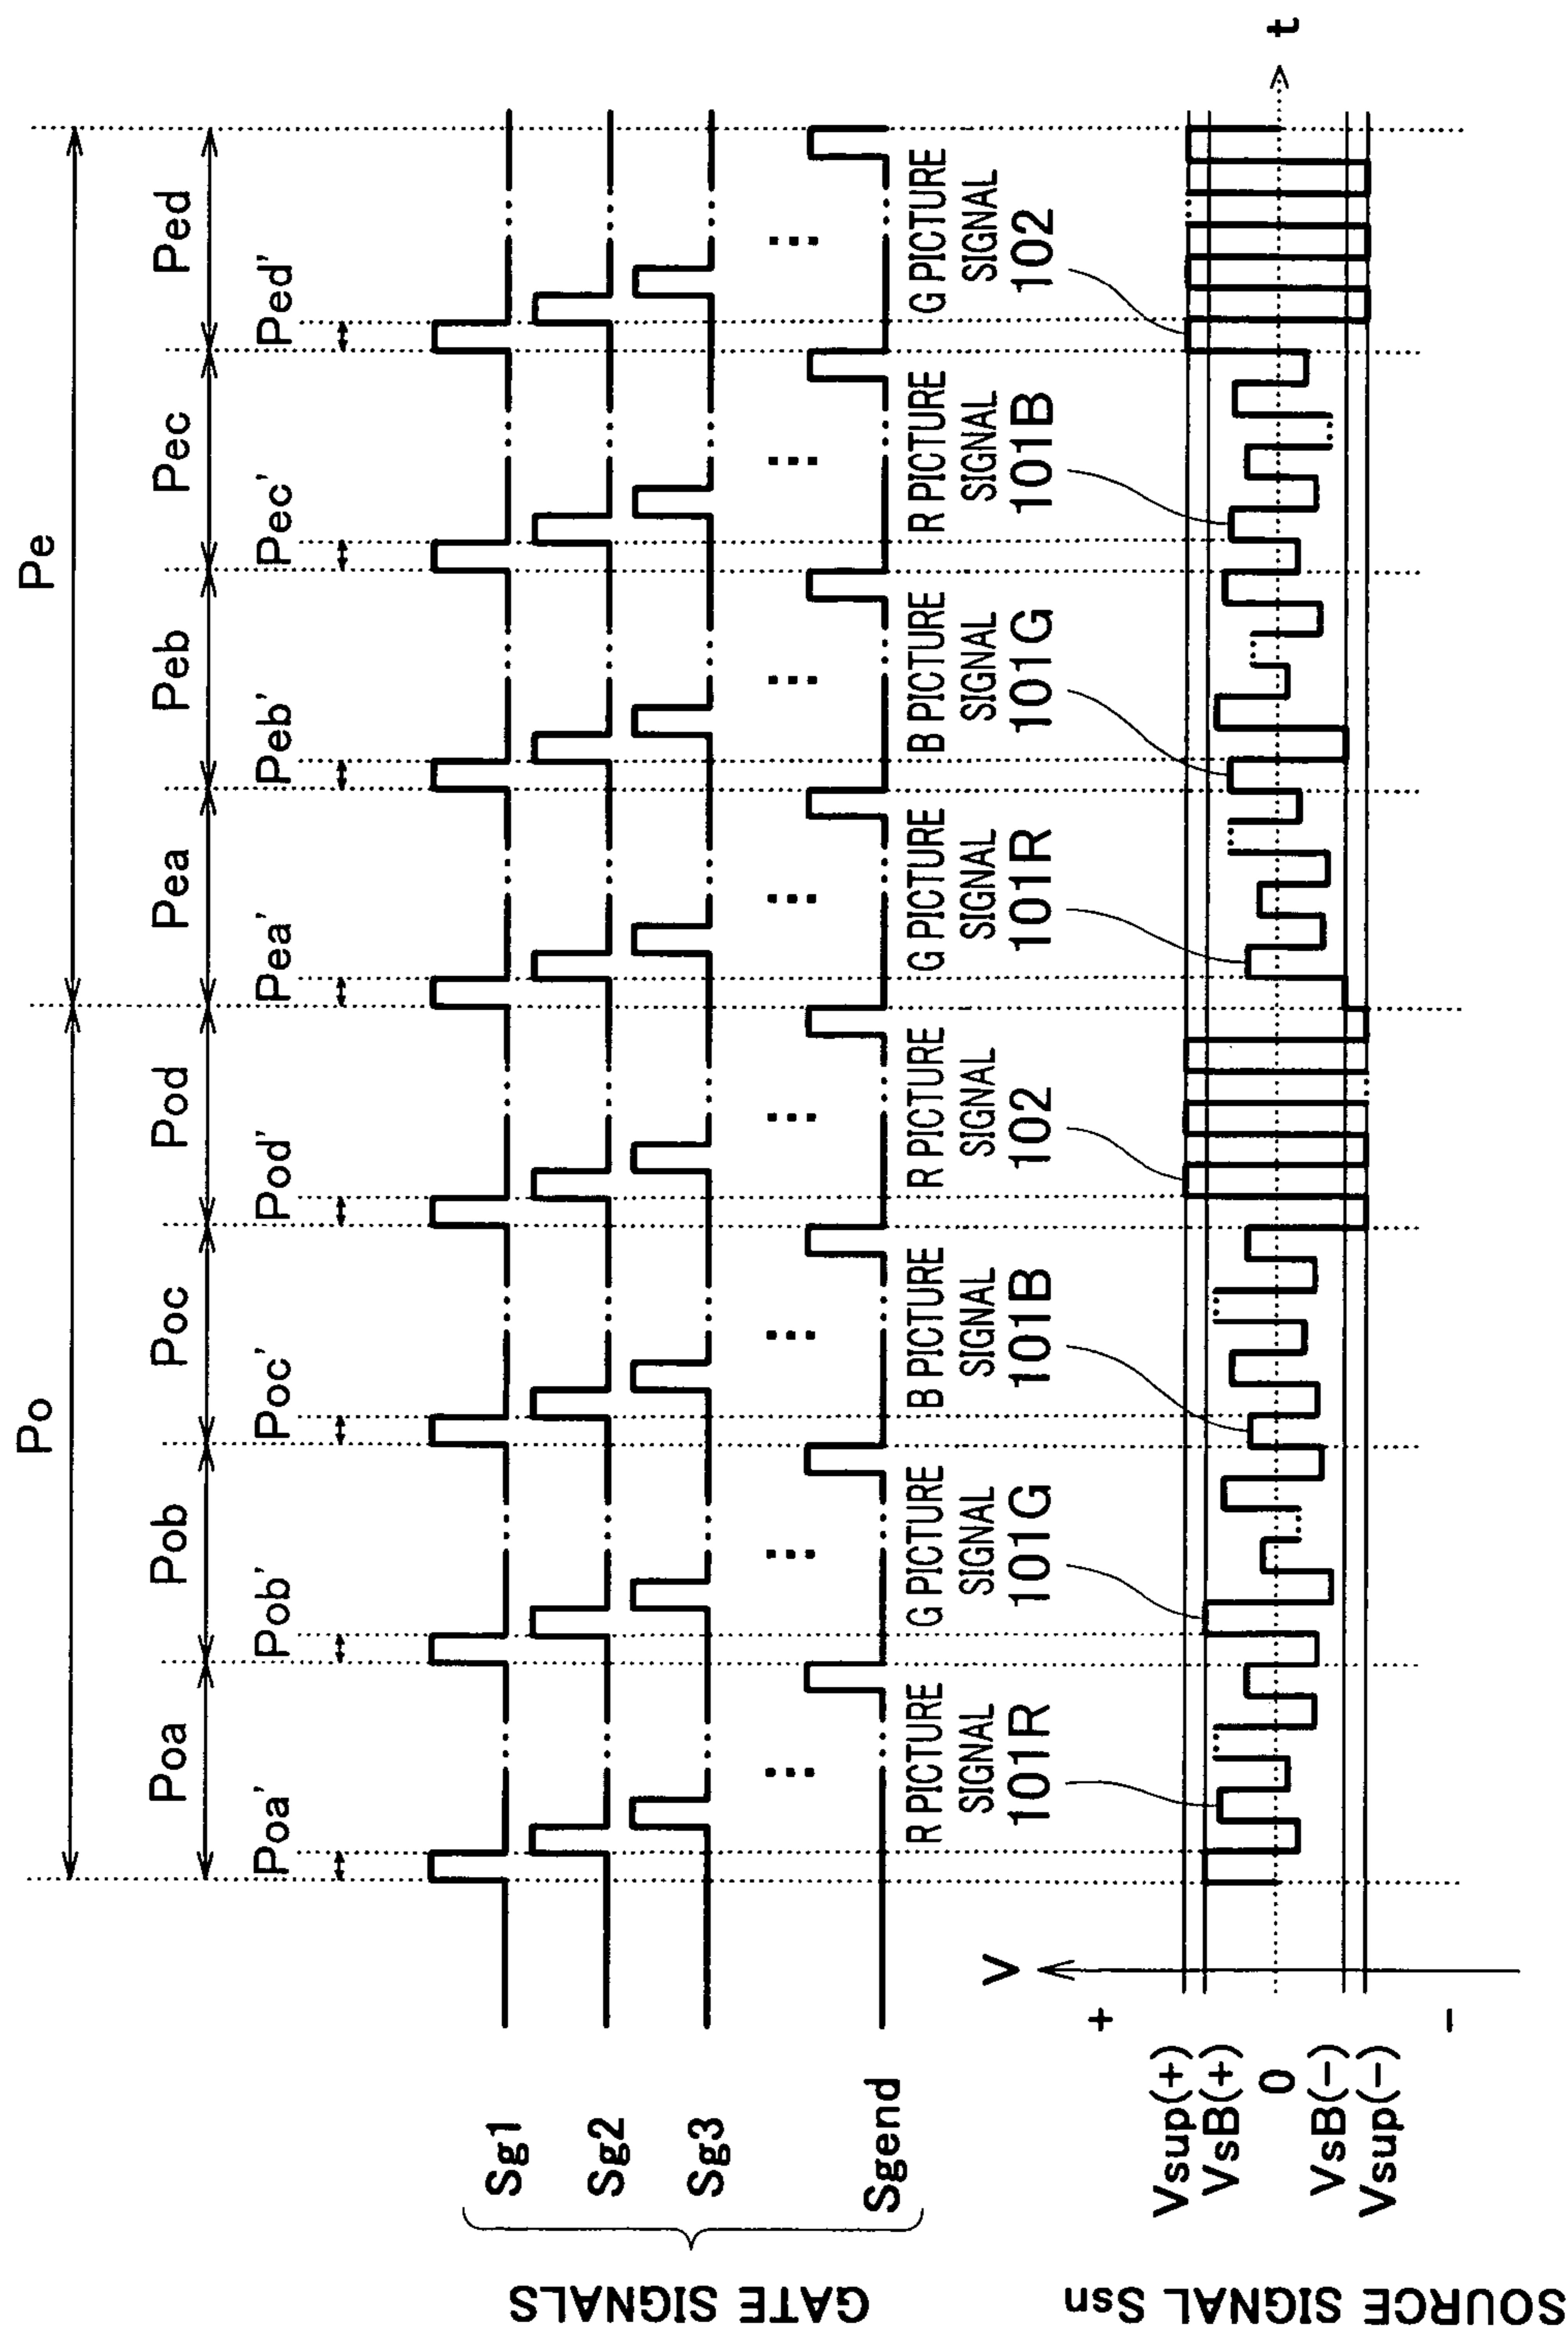 Po
Pe
Poa
Pob
Poc
Pod
Pea
Peb
Pec
Ped
Poa'
Pob'
Poc'
Pod'
Pea'
Peb'
Pec'
Ped'
GATE SIGNALS
Sg1
Sg2
Sg3
Sgend
R PICTURE
SIGNAL
101R
G PICTURE
SIGNAL
101G
B PICTURE
SIGNAL
101B
R PICTURE
SIGNAL
102
G PICTURE
SIGNAL
101R
B PICTURE
SIGNAL
101G
R PICTURE
SIGNAL
101B
G PICTURE
SIGNAL
102
SOURCE SIGNAL Ssn
V
+
Vsup(+)
VsB(+)
0
VsB(-)
Vsup(-)
-
t